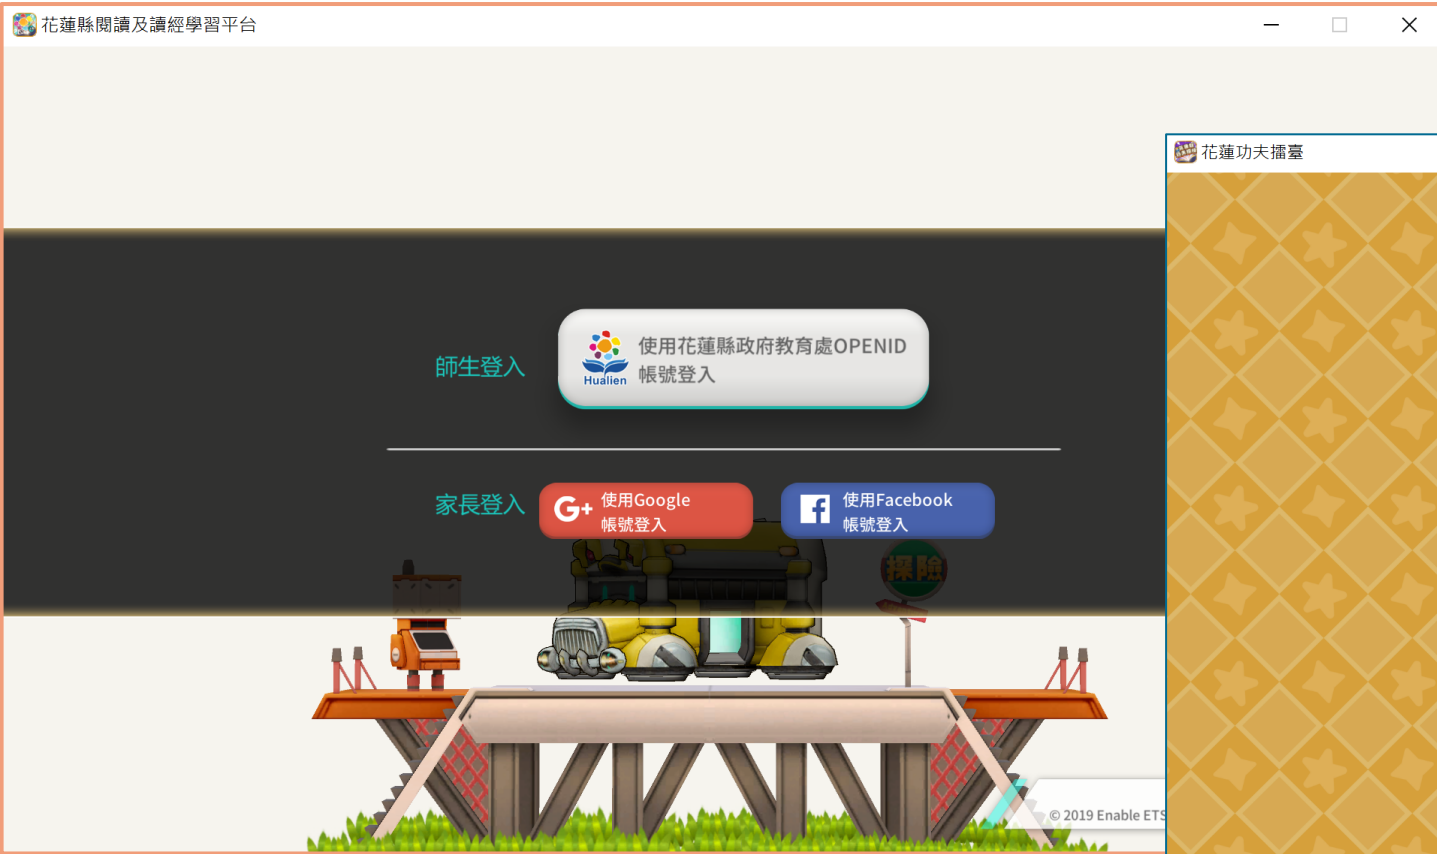 花蓮縣閱讀及讀經學習平台
花蓮功夫擂臺
師生登入
Hualien
使用花蓮縣政府教育處OPENID
帳號登入
家長登入
G+
使用Google
帳號登入
使用Facebook
帳號登入
探險
© 2019 Enable ETS